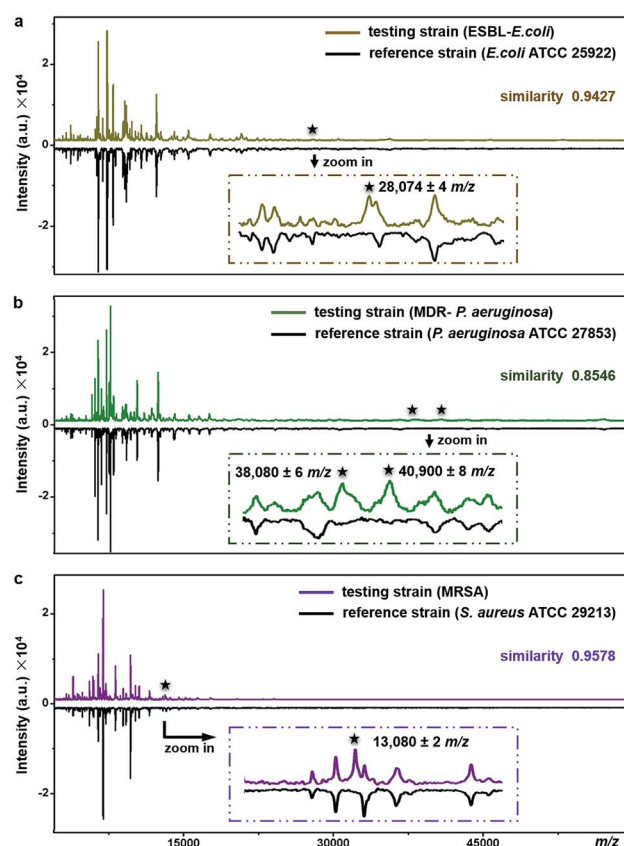 a
testing strain (ESBL-E.coli)
reference strain (E.coli ATCC 25922)
similarity 0.9427
Intensity (a.u.) ×10⁴
2
0
-2
★
zoom in
★ 28,074 ± 4 m/z
b
testing strain (MDR- P. aeruginosa)
reference strain (P. aeruginosa ATCC 27853)
similarity 0.8546
Intensity (a.u.) ×10⁴
2
0
-2
★ ★
zoom in
38,080 ± 6 m/z ★ ★ 40,900 ± 8 m/z
c
testing strain (MRSA)
reference strain (S. aureus ATCC 29213)
similarity 0.9578
Intensity (a.u.) ×10⁴
2
0
-2
★
zoom in
★ 13,080 ± 2 m/z
15000 30000 45000 m/z